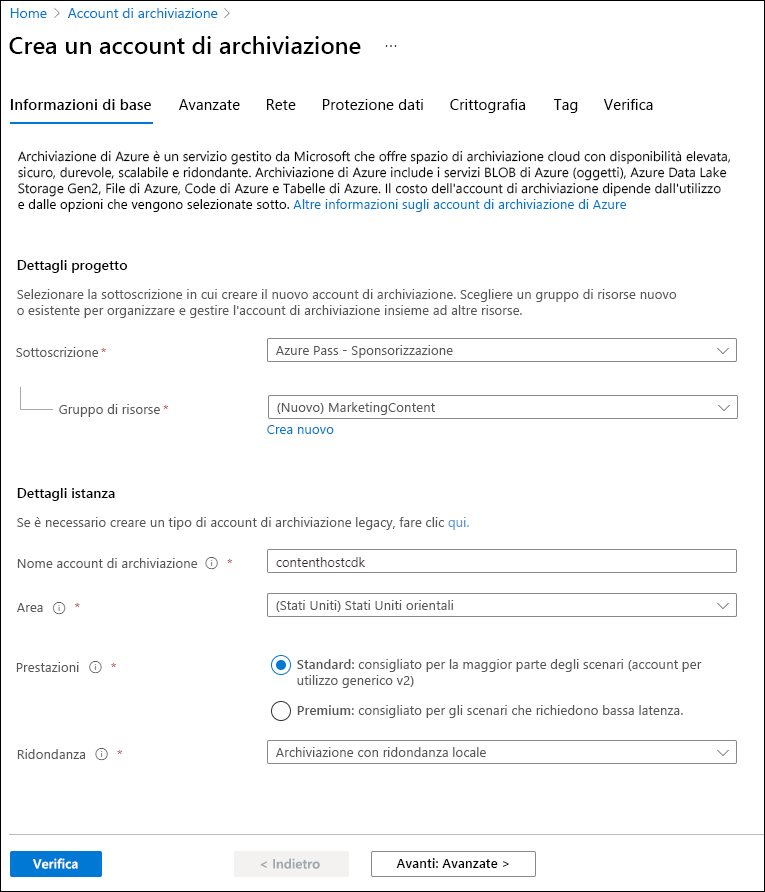 Home > Account di archiviazione >
Crea un account di archiviazione ...
Informazioni di base Avanzate Rete Protezione dati Crittografia Tag Verifica
Archiviazione di Azure è un servizio gestito da Microsoft che offre spazio di archiviazione cloud con disponibilità elevata,
sicuro, durevole, scalabile e ridondante. Archiviazione di Azure include i servizi BLOB di Azure (oggetti), Azure Data Lake
Storage Gen2, File di Azure, Code di Azure e Tabelle di Azure. Il costo dell'account di archiviazione dipende dall'utilizzo
e dalle opzioni che vengono selezionate sotto. Altre informazioni sugli account di archiviazione di Azure
Dettagli progetto
Selezionare la sottoscrizione in cui creare il nuovo account di archiviazione. Scegliere un gruppo di risorse nuovo
o esistente per organizzare e gestire l'account di archiviazione insieme ad altre risorse.
Sottoscrizione * Azure Pass - Sponsorizzazione
Gruppo di risorse * (Nuovo) MarketingContent
Crea nuovo
Dettagli istanza
Se è necessario creare un tipo di account di archiviazione legacy, fare clic qui.
Nome account di archiviazione * contenthostcdk
Area * (Stati Uniti) Stati Uniti orientali
Prestazioni * Standard: consigliato per la maggior parte degli scenari (account per
utilizzo generico v2)
Premium: consigliato per gli scenari che richiedono bassa latenza.
Ridondanza * Archiviazione con ridondanza locale
Verifica < Indietro Avanti: Avanzate >